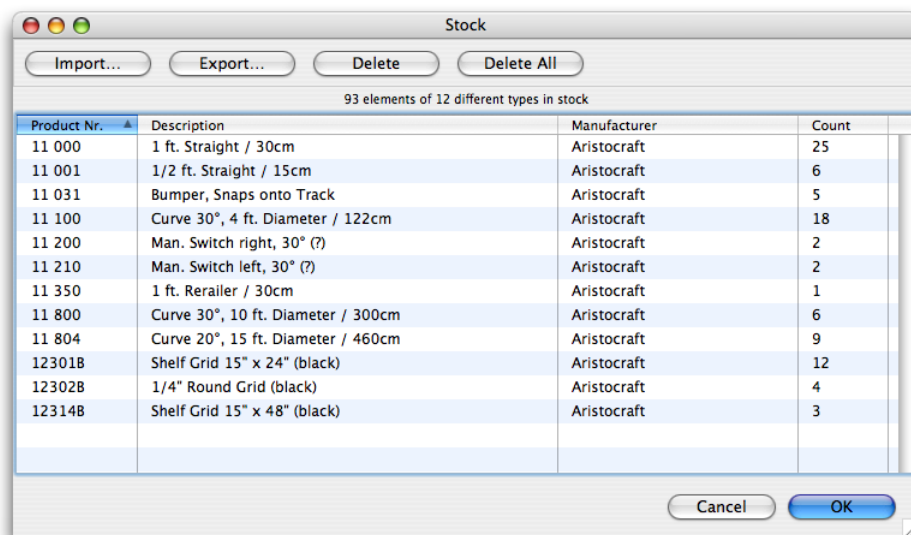 Stock
Import... Export... Delete Delete All
93 elements of 12 different types in stock
Product Nr. Description Manufacturer Count
11 000 1 ft. Straight / 30cm Aristocraft 25
11 001 1/2 ft. Straight / 15cm Aristocraft 6
11 031 Bumper, Snaps onto Track Aristocraft 5
11 100 Curve 30°, 4 ft. Diameter / 122cm Aristocraft 18
11 200 Man. Switch right, 30° (?) Aristocraft 2
11 210 Man. Switch left, 30° (?) Aristocraft 2
11 350 1 ft. Rerailer / 30cm Aristocraft 1
11 800 Curve 30°, 10 ft. Diameter / 300cm Aristocraft 6
11 804 Curve 20°, 15 ft. Diameter / 460cm Aristocraft 9
12301B Shelf Grid 15" x 24" (black) Aristocraft 12
12302B 1/4" Round Grid (black) Aristocraft 4
12314B Shelf Grid 15" x 48" (black) Aristocraft 3
Cancel OK